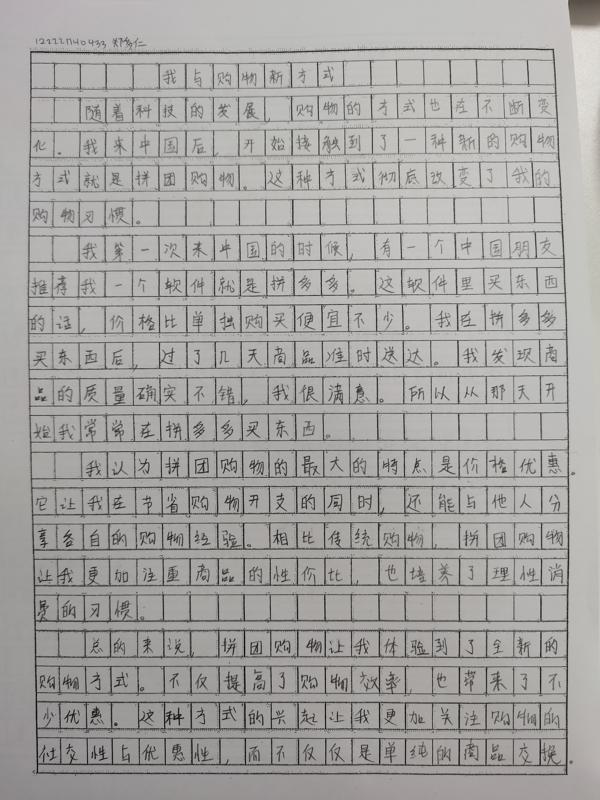 12222040433 郑多仁
我与购物新方式
随着科技的发展，购物的方式也在不断变
化。我来中国后，开始接触到了一种新的购物
方式就是拼团购物。这种方式彻底改变了我的
购物习惯。
我第一次来中国的时候，有一个中国朋友
推荐我一个软件就是拼多多。这软件里买东西
的话，价格比单独购买便宜不少。我在拼多多
买东西后，过了几天商品准时送达。我发现商
品的质量确实不错，我很满意。所以从那天开
始我常常在拼多多买东西。
我认为拼团购物的最大的特点是价格优惠。
它让我在节省购物开支的同时，还能与他人分
享各自的购物经验。相比传统购物，拼团购物
让我更加注重商品的性价比，也培养了理性消
费的习惯。
总的来说，拼团购物让我体验到了全新的
购物方式。不仅提高了购物效率，也带来了不
少优惠。这种方式的兴起让我更加关注购物的
社交性与优惠性，而不仅仅是单纯的商品交换。